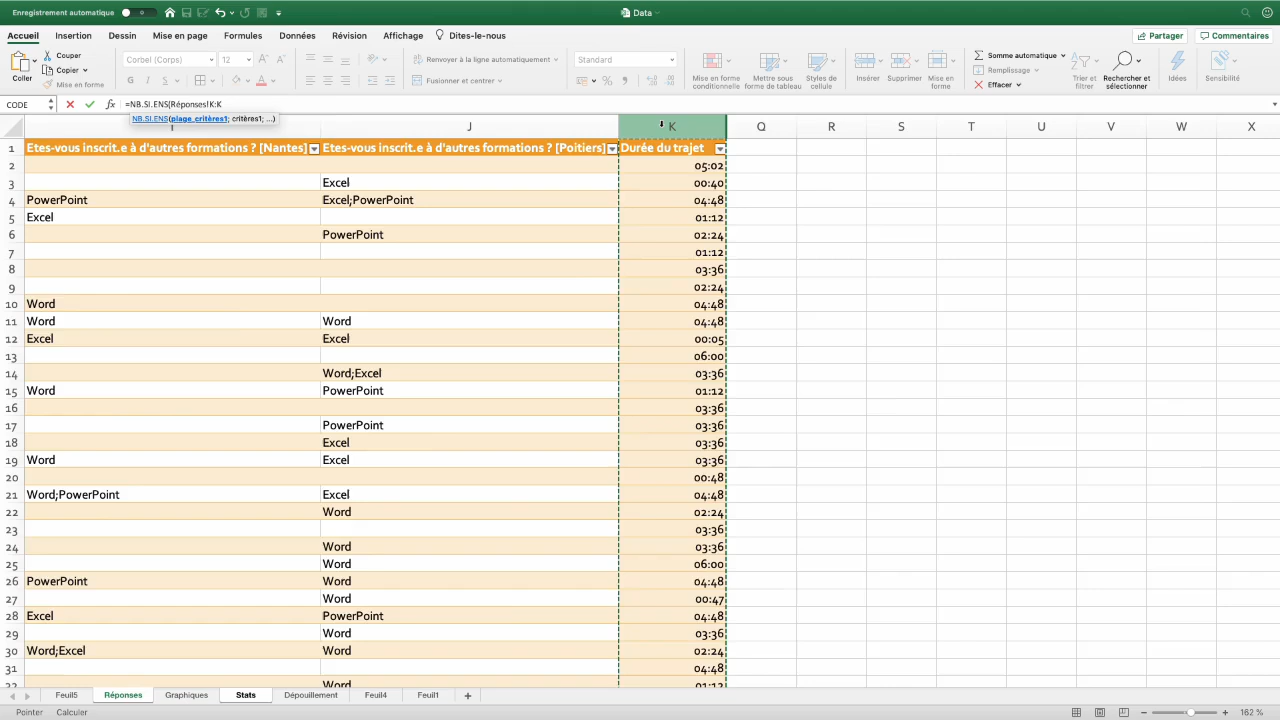 Enregistrement automatique
Data
Accueil Insertion Dessin Mise en page Formules Données Révision Affichage Dites-le-nous Partager Commentaires
Coller
Couper
Copier
Mise en forme
Corbel (Corps) 12
Renvoyer à la ligne automatiquement
Fusionner et centrer
Standard
Mise en forme conditionnelle
Mettre sous forme de tableau
Styles de cellule
Insérer
Supprimer
Mise en forme
Somme automatique
Remplissage
Effacer
Trier et filtrer
Rechercher et sélectionner
Idées
Sensibilité
CODE fx =NB.SI.ENS(Réponses!K:K
NB.SI.ENS(plage_critères1; critères1; ...)
I J K Q R S T U V W X
1 Etes-vous inscrit.e à d'autres formations ? [Nantes] Etes-vous inscrit.e à d'autres formations ? [Poitiers] Durée du trajet
2 05:02
3 Excel 00:40
4 PowerPoint Excel;PowerPoint 04:48
5 Excel 01:12
6 PowerPoint 02:24
7 01:12
8 03:36
9 02:24
10 Word 04:48
11 Word Word 04:48
12 Excel Excel 00:05
13 06:00
14 Word;Excel 03:36
15 Word PowerPoint 01:12
16 03:36
17 PowerPoint 03:36
18 Excel 03:36
19 Word Excel 03:36
20 00:48
21 Word;PowerPoint Excel 04:48
22 Word 02:24
23 03:36
24 Word 03:36
25 Word 06:00
26 PowerPoint Word 04:48
27 Word 00:47
28 Excel PowerPoint 04:48
29 Word 03:36
30 Word;Excel Word 02:24
31 04:48
32 Word 01:12
Feuil5 Réponses Graphiques Stats Dépouillement Feuil4 Feuil1 +
Pointer Calculer 162 %